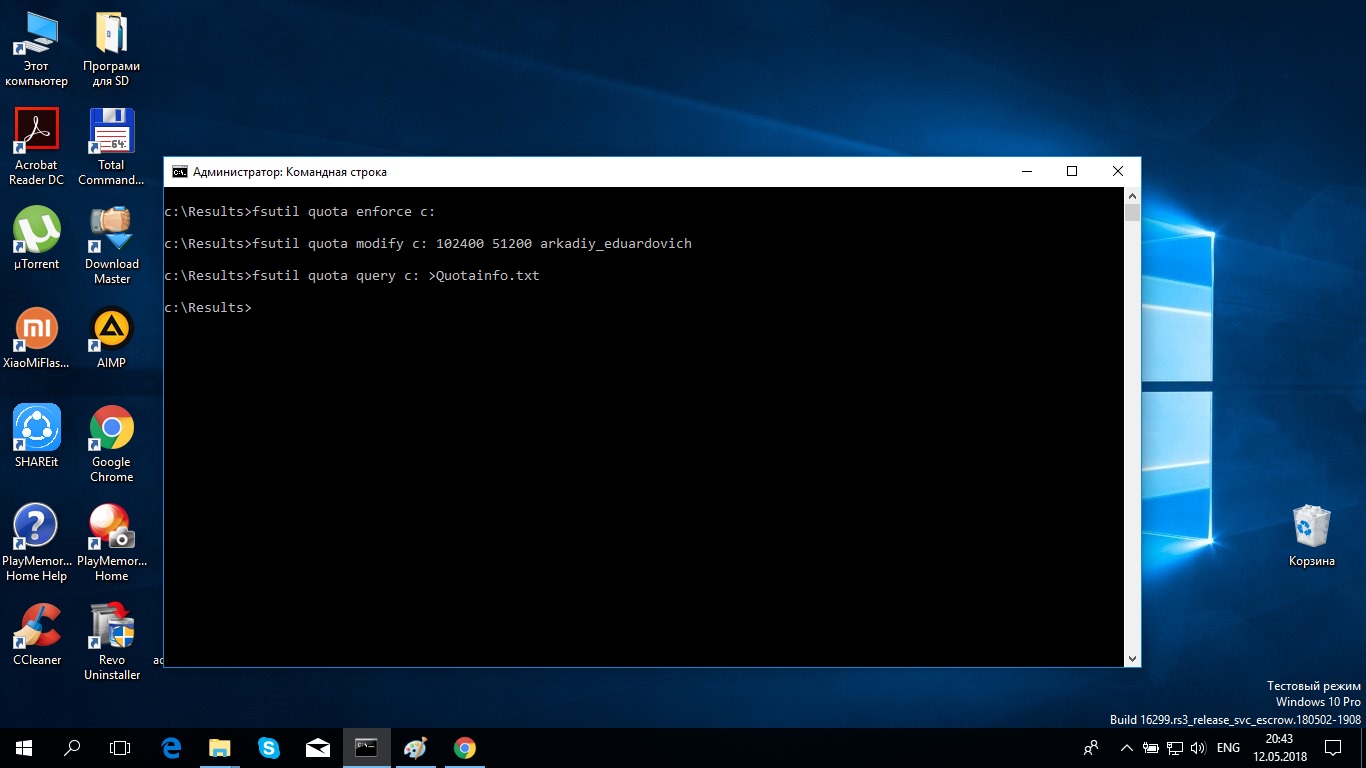 Этот
компьютер
Програми
для SD
Acrobat
Reader DC
64:
Total
Command...
µTorrent
Download
Master
XiaoMiFlas...
AIMP
SHAREit
Google
Chrome
PlayMemor...
Home Help
PlayMemor...
Home
CCleaner
Revo
Uninstaller
ac
Администратор: Командная строка
c:\Results>fsutil quota enforce c:
c:\Results>fsutil quota modify c: 102400 51200 arkadiy_eduardovich
c:\Results>fsutil quota query c: >Quotainfo.txt
c:\Results>
Корзина
Тестовый режим
Windows 10 Pro
Build 16299.rs3_release_svc_escrow.180502-1908
ENG
20:43
12.05.2018